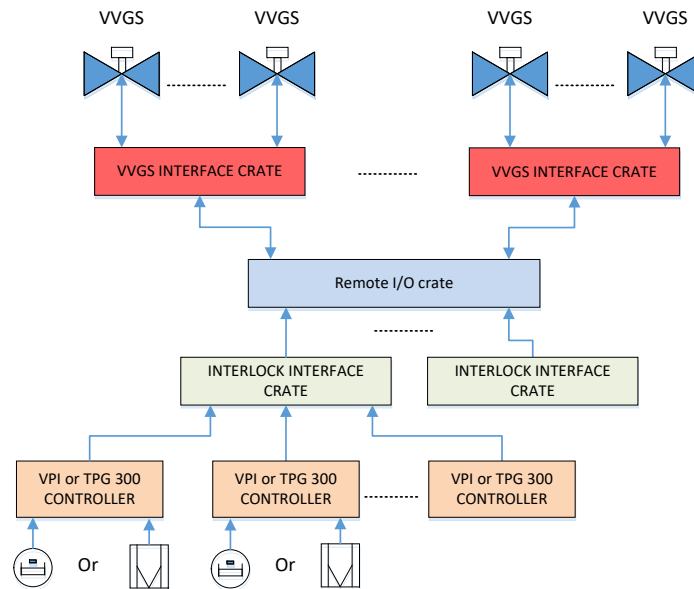 VVGS
VVGS
VVGS
VVGS
VVGS INTERFACE CRATE
VVGS INTERFACE CRATE
Remote I/O crate
INTERLOCK INTERFACE
CRATE
INTERLOCK INTERFACE
CRATE
VPI or TPG 300
CONTROLLER
VPI or TPG 300
CONTROLLER
VPI or TPG 300
CONTROLLER
Or
Or